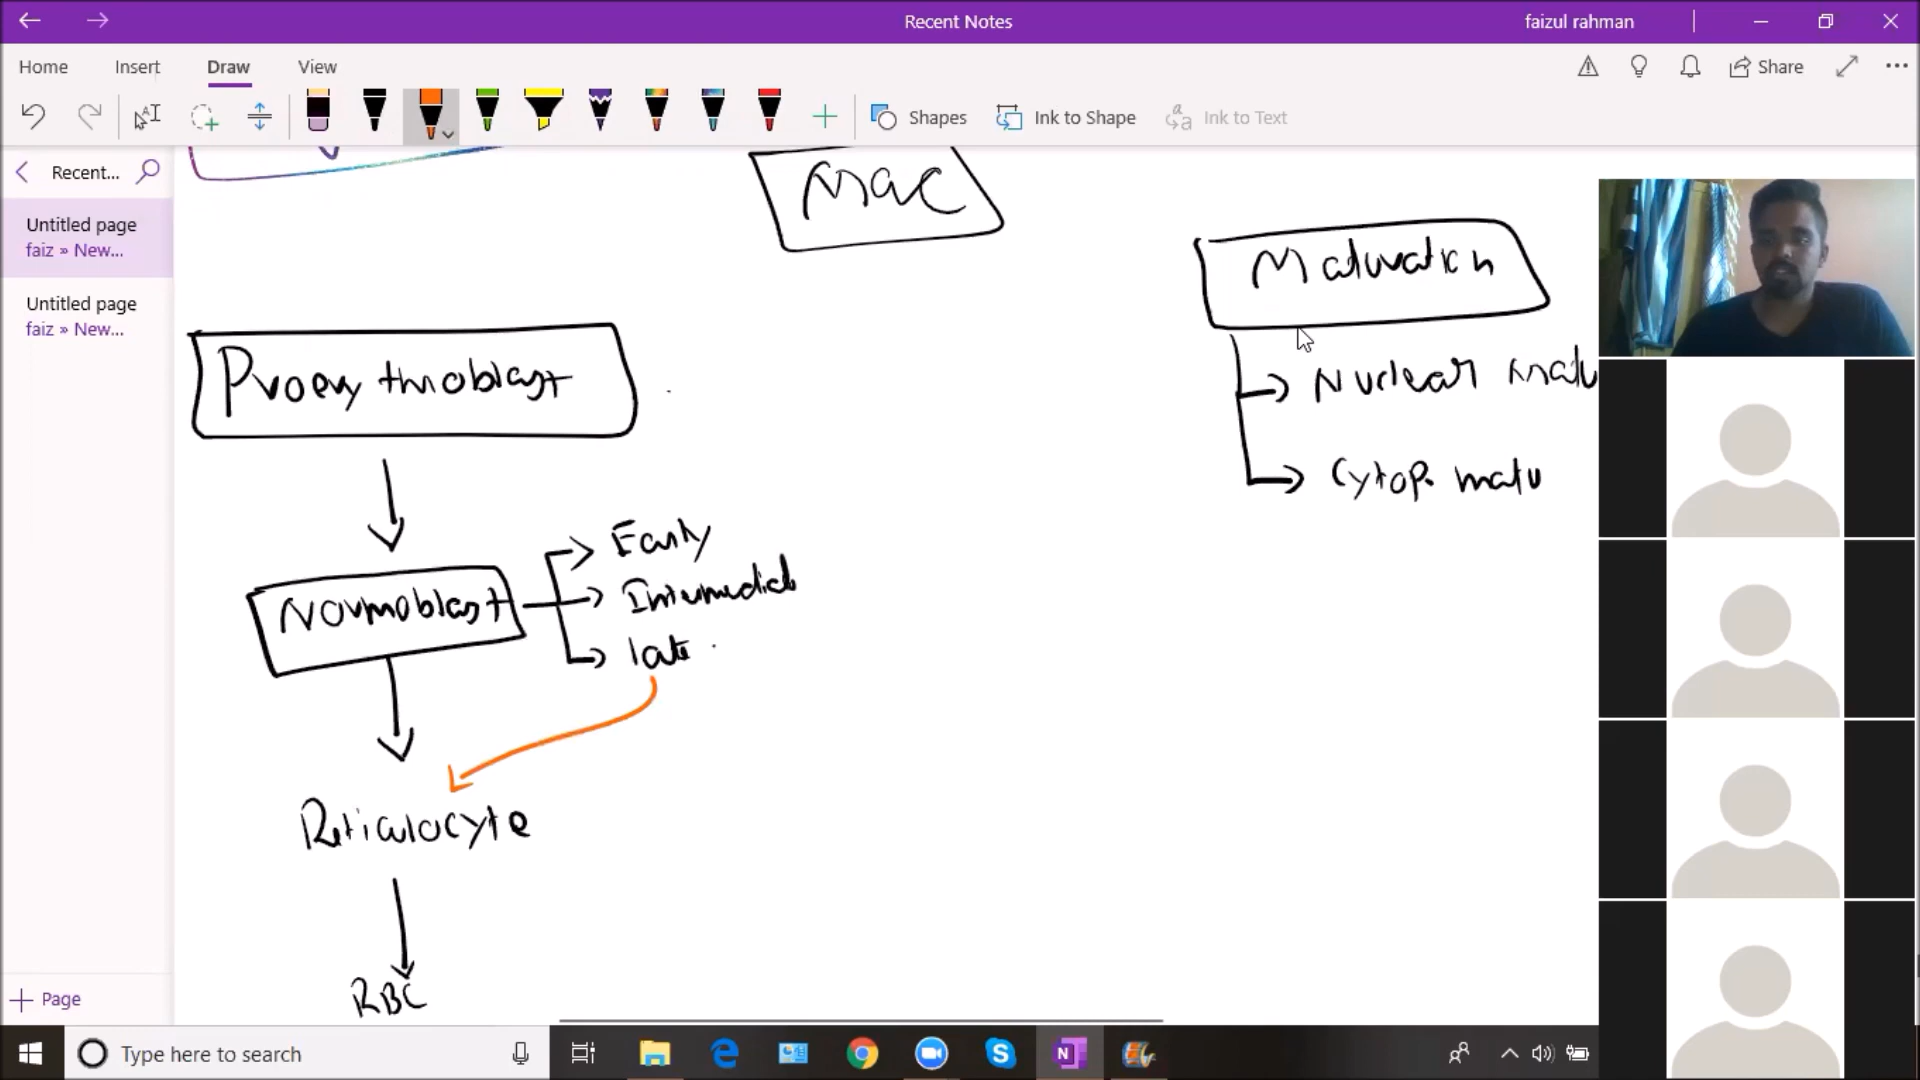 Recent Notes
faizul rahman
Home Insert Draw View
Share
Shapes
Ink to Shape
Ink to Text
Recent...
Untitled page
faiz » New...
Untitled page
faiz » New...
Mac
Maturation
Nuclear matu
Cytop. matu
Proerythroblast
Normoblast
Early
Intermediate
late
Reticulocyte
RBC
Page
Type here to search